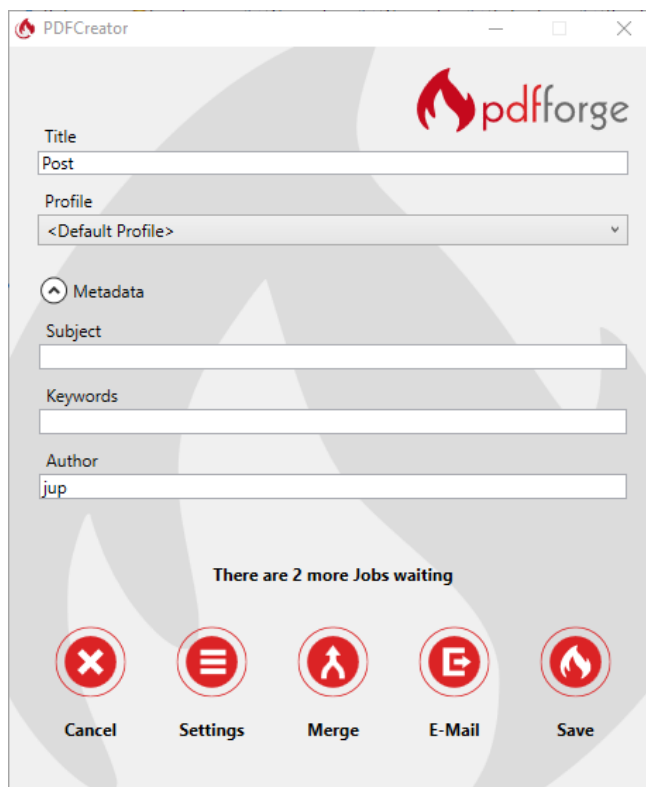 PDFCreator
pdfforge
Title
Post
Profile
<Default Profile>
Metadata
Subject
Keywords
Author
jup
There are 2 more Jobs waiting
Cancel Settings Merge E-Mail Save